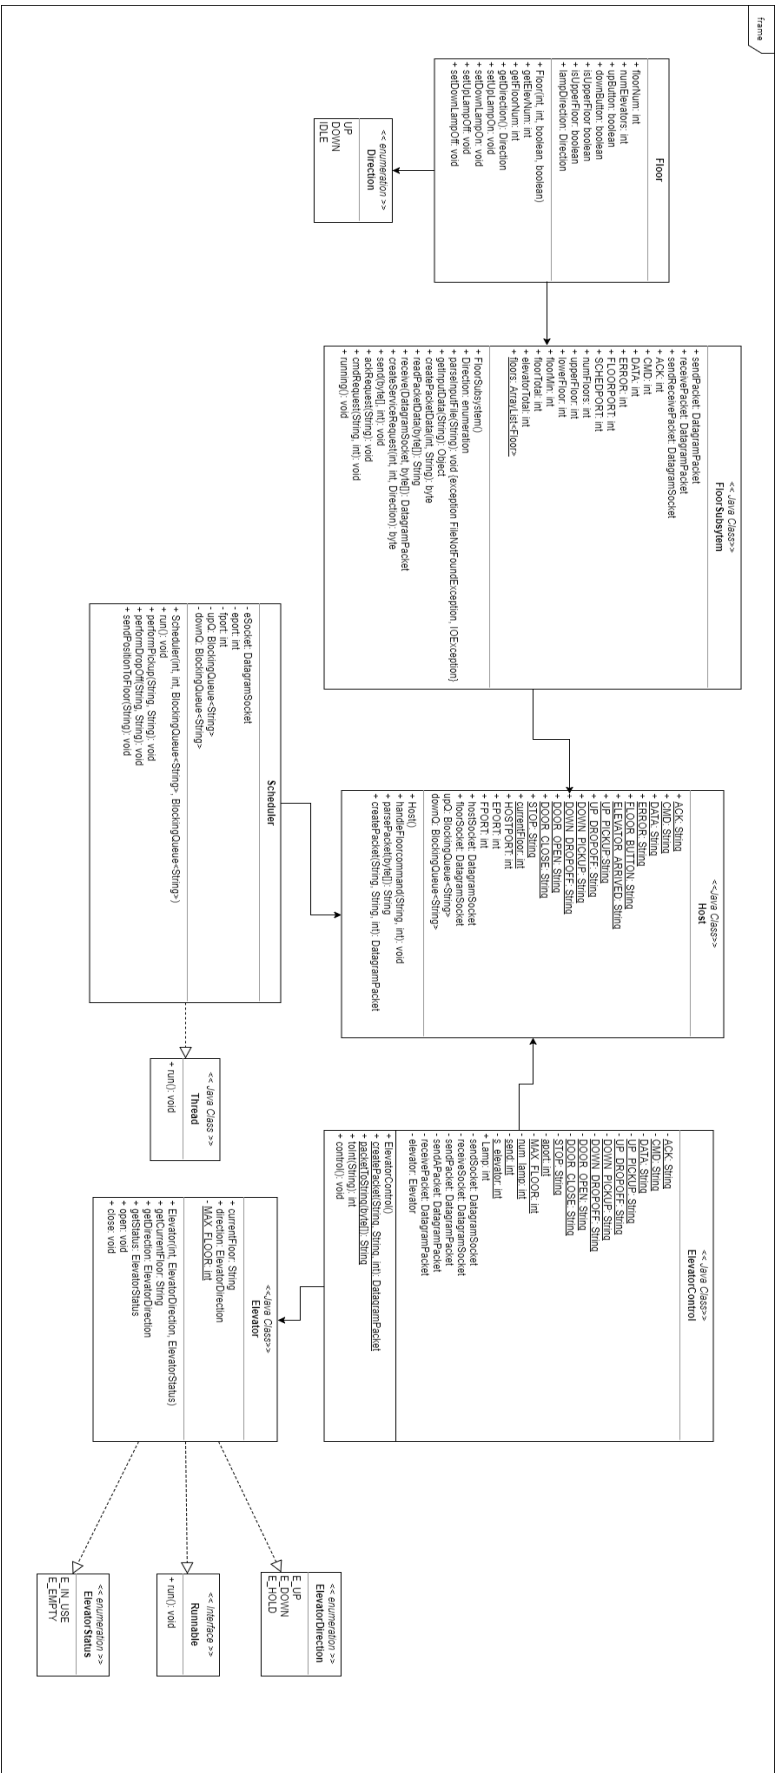 frame
Floor
+ floorNum: int
+ numElevators: int
+ upButton: boolean
+ downButton: boolean
+ isUpperFloor boolean
+ isUpperFloor: boolean
+ lampDirection: Direction
+ Floor(int, int, boolean, boolean)
+ getElevNum: int
+ getFloorNum: int
+ getDirection(): Direction
+ setUpLampOn: void
+ setDownLampOn: void
+ setUpLampOff: void
+ setDownLampOff: void
<< enumeration >>
Direction
UP
DOWN
IDLE
<< Java Class>>
FloorSubsytem
+ sendPacket: DatagramPacket
+ receivePacket: DatagramPacket
+ sendReceivePacket: DatagramSocket
+ ACK: int
+ CMD: int
+ DATA: int
+ ERROR: int
+ FLOORPORT: int
+ SCHEDPORT: int
+ numFloors: int
+ upperFloor: int
+ lowerFloor: int
+ floorMin: int
+ floorTotal: int
+ elevatorTotal: int
+ floors: ArrayList<Floor>
+ FloorSubsystem()
+ Direction: enumeration
+ parseInputFile(String): void {exception FileNotFoundException, IOException}
+ getInputData(String): Object
+ createPacketData(int, String): byte
+ readPacketData(byte[]): String
+ receive(DatagramSocket, byte[]): DatagramPacket
+ createServiceRequest(int, int, Direction): byte
+ send(byte[], int): void
+ ackRequest(String): void
+ cmdRequest(String, int): void
+ running(): void
<<Java Class>>
Host
+ ACK: String
+ CMD: String
+ DATA: String
+ ERROR: String
+ FLOOR_BUTTON: String
+ ELEVATOR_ARRIVED: String
+ UP_PICKUP:String
+ UP_DROPOFF: String
+ DOWN_PICKUP: String
+ DOWN_DROPOFF: String
+ DOOR_OPEN: String
+ DOOR_CLOSE: String
+ STOP: String
+ currentFloor: int
+ HOSTPORT: int
+ EPORT: int
+ FPORT: int
+ hostSocket: DatagramSocket
+ floorSocket: DatagramSocket
upQ: BlockingQueue<String>
downQ: BlockingQueue<String>
+ Host()
+ handleFloorcommand(String, int): void
+ parsePacket(byte[]): String
+ createPacket(String, String, int): DatagramPacket
Scheduler
- eSocket: DatagramSocket
- eport: int
- fport: int
- upQ: BlockingQueue<String>
- downQ: BlockingQueue<String>
+ Scheduler(int, int, BlockingQueue<String>, BlockingQueue<String>)
+ run(): void
+ performPickup(String, String): void
+ performDropOff(String, String): void
+ sendPositionToFloor(String): void
<< Java Class >>
Thread
+ run(): void
<< Java Class>>
ElevatorControl
- ACK: String
- CMD: String
- DATA: String
- UP_PICKUP: String
- UP_DROPOFF: String
- DOWN_PICKUP: String
- DOWN_DROPOFF: String
- DOOR_OPEN: String
- DOOR_CLOSE: String
- STOP: String
- aport: int
- MAX_FLOOR: int
- num_lamp: int
- send: int
- s_elevator: int
+ Lamp: int
- sendSocket: DatagramSocket
- receiveSocket: DatagramSocket
- sendPacket: DatagramPacket
- sendAPacket: DatagramPacket
- receivePacket: DatagramPacket
- elevator: Elevator
+ ElevatorControl()
+ createPacket(String, String, int): DatagramPacket
+ packetToString(byte[]): String
+ toInt(String): int
+ control(): void
<<Java Class>>
Elevator
+ currentFloor: String
+ direction: ElevatorDirection
- MAX_FLOOR: int
+ Elevator(int, ElevatorDirection, ElevatorStatus)
+ getCurrentFloor: String
+ getDirection: ElevatorDirection
+ getStatus: ElevatorStatus
+ open: void
+ close: void
<< enumeration >>
ElevatorDirection
E_UP
E_DOWN
E_HOLD
<< Interface >>
Runnable
+ run(): void
<< enumeration >>
ElevatorStatus
E_IN_USE
E_EMPTY